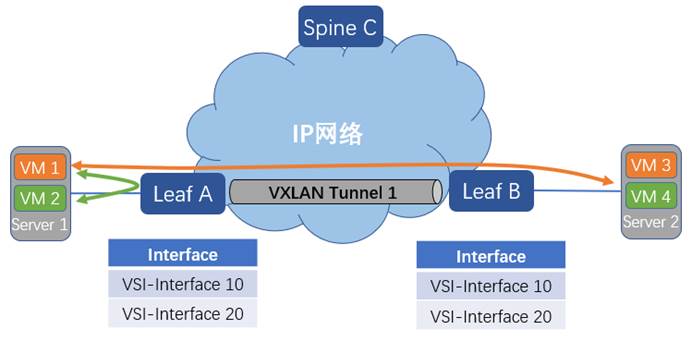 Spine C
IP网络
VM 1
VM 2
Server 1
Leaf A
VXLAN Tunnel 1
Leaf B
VM 3
VM 4
Server 2
Interface
VSI-Interface 10
VSI-Interface 20
Interface
VSI-Interface 10
VSI-Interface 20